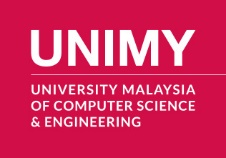 UNIMY
UNIVERSITY MALAYSIA
OF COMPUTER SCIENCE
& ENGINEERING